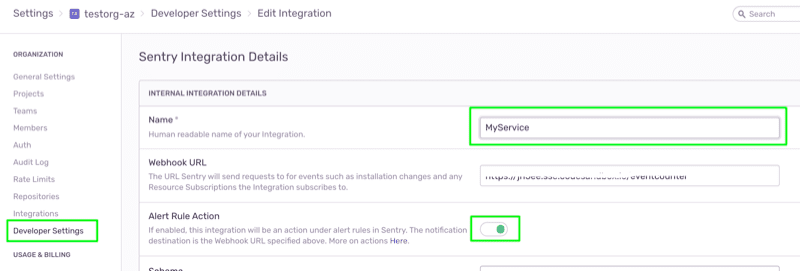 Settings > testorg-az > Developer Settings > Edit Integration
Search
ORGANIZATION
General Settings
Projects
Teams
Members
Auth
Audit Log
Rate Limits
Repositories
Integrations
Developer Settings
USAGE & BILLING
Sentry Integration Details
INTERNAL INTEGRATION DETAILS
Name *
Human readable name of your Integration.
MyService
Webhook URL
The URL Sentry will send requests to for events such as installation changes and any
Resource Subscriptions the Integration subscribes to.
Alert Rule Action
If enabled, this integration will be an action under alert rules in Sentry. The notification
destination is the Webhook URL specified above. More on actions Here.
Schema